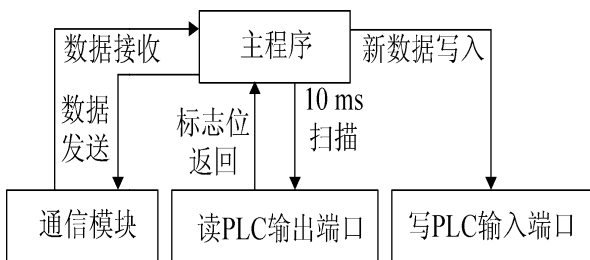 数据接收
主程序
新数据写入
数据
发送
标志位
返回
10 ms
扫描
通信模块
读PLC输出端口
写PLC输入端口